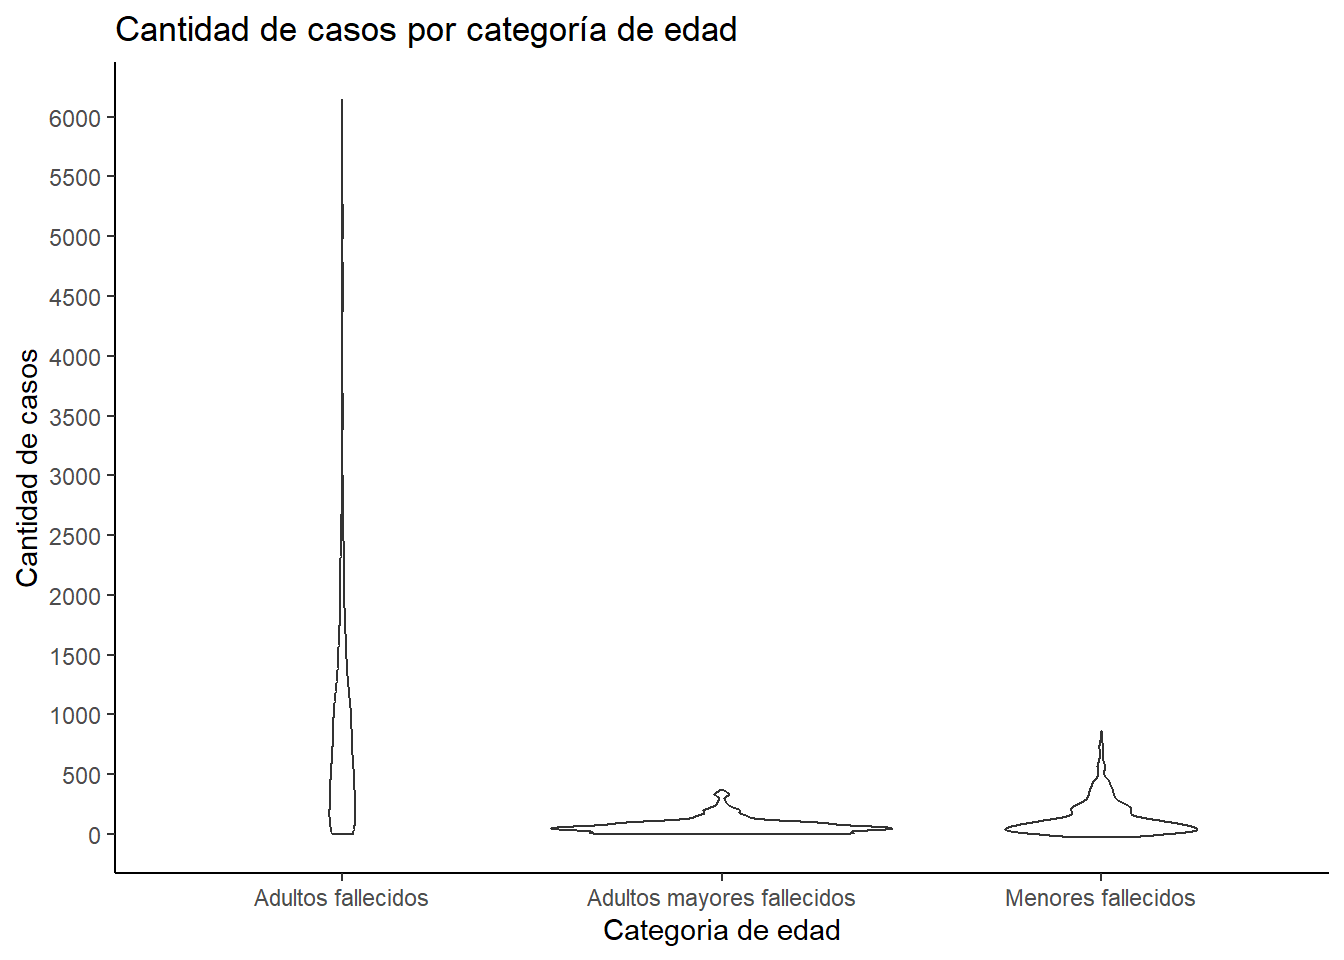 Cantidad de casos por categoría de edad
Cantidad de casos
6000
5500
5000
4500
4000
3500
3000
2500
2000
1500
1000
500
0
Adultos fallecidos
Adultos mayores fallecidos
Menores fallecidos
Categoria de edad